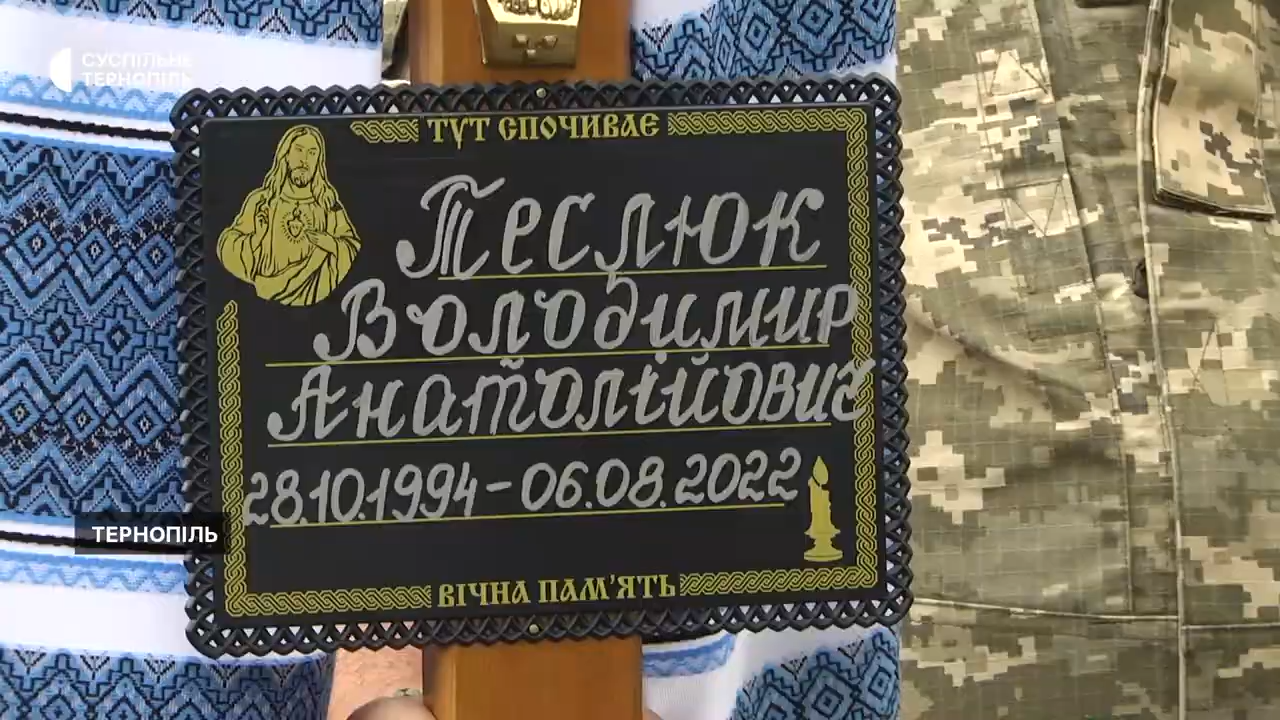 СУСПІЛЬНЕ
ТЕРНОПІЛЬ
ТУТ СПОЧИВАЄ
Теслюк
Володимир
Анатолійович
28.10.1994-06.08.2022
ТЕРНОПІЛЬ
ВІЧНА ПАМ'ЯТЬ